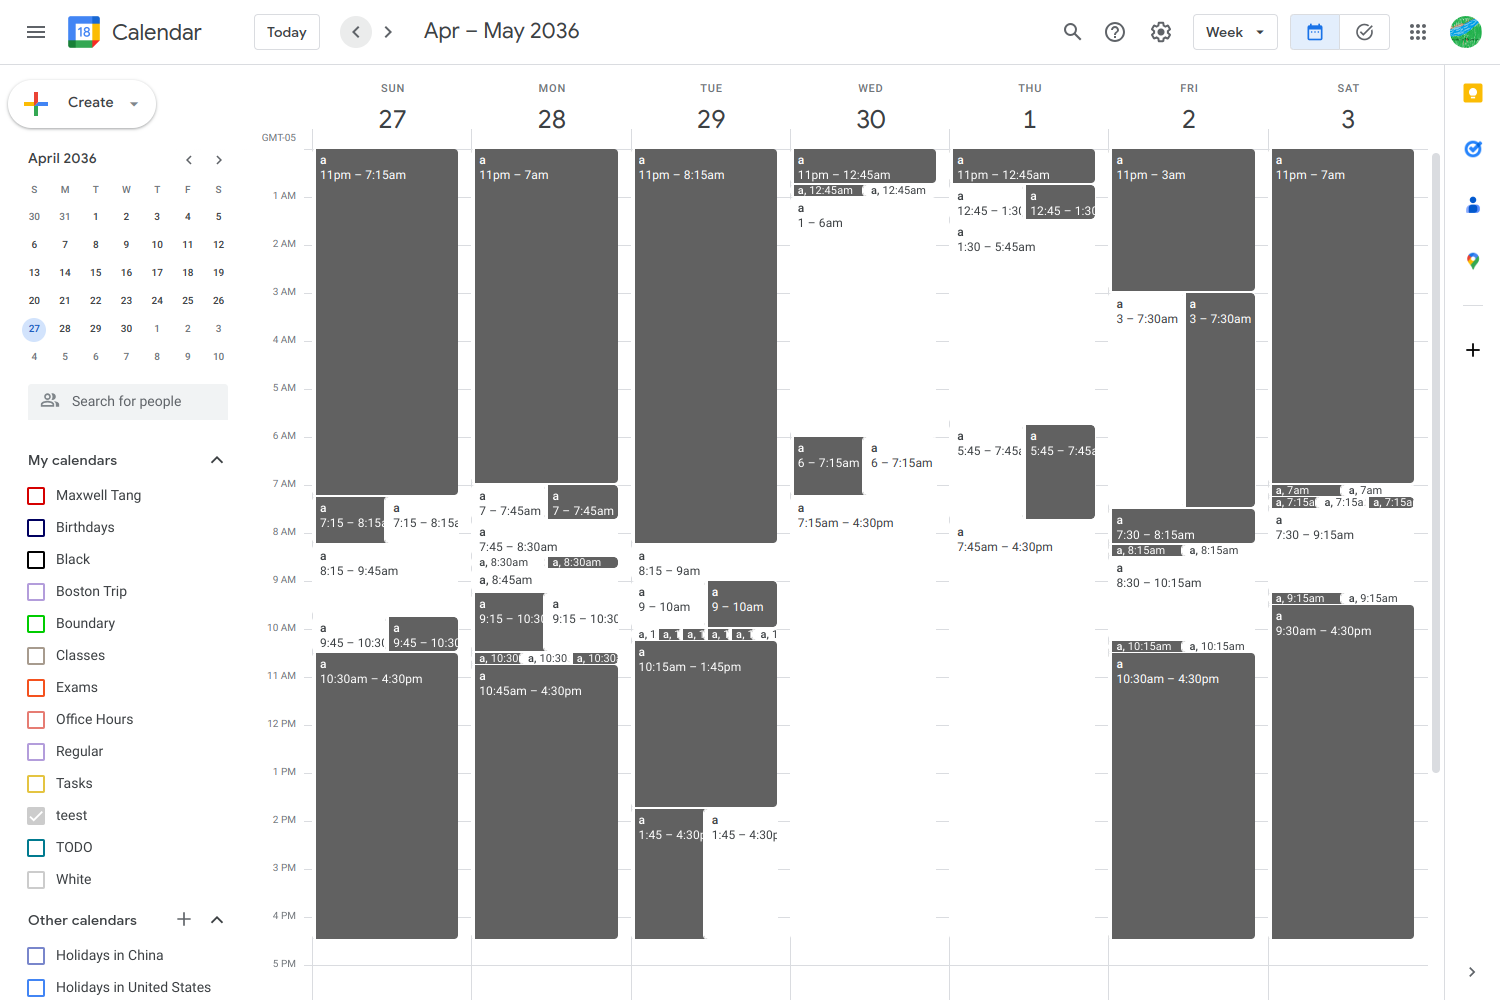 18 Calendar Today Apr – May 2036 Week
Create
April 2036
S M T W T F S
30 31 1 2 3 4 5
6 7 8 9 10 11 12
13 14 15 16 17 18 19
20 21 22 23 24 25 26
27 28 29 30 1 2 3
4 5 6 7 8 9 10
Search for people
My calendars
Maxwell Tang
Birthdays
Black
Boston Trip
Boundary
Classes
Exams
Office Hours
Regular
Tasks
teest
TODO
White
Other calendars
Holidays in China
Holidays in United States
GMT-05
1 AM
2 AM
3 AM
4 AM
5 AM
6 AM
7 AM
8 AM
9 AM
10 AM
11 AM
12 PM
1 PM
2 PM
3 PM
4 PM
5 PM
SUN
27
a
11pm – 7:15am
a
7:15 – 8:15a
a
7:15 – 8:15a
a
8:15 – 9:45am
a
9:45 – 10:30
a
9:45 – 10:30
a
10:30am – 4:30pm
MON
28
a
11pm – 7am
a
7 – 7:45am
a
7 – 7:45am
a
7:45 – 8:30am
a, 8:30am
a, 8:30am
a, 8:45am
a
9:15 – 10:30
a
9:15 – 10:30
a, 10:30
a, 10:30
a, 10:30
a
10:45am – 4:30pm
TUE
29
a
11pm – 8:15am
a
8:15 – 9am
a
9 – 10am
a
9 – 10am
a, 1
a, 1
a, 1
a, 1
a, 1
a, 1
a
10:15am – 1:45pm
a
1:45 – 4:30p
a
1:45 – 4:30p
WED
30
a
11pm – 12:45am
a, 12:45am
a, 12:45am
a
1 – 6am
a
6 – 7:15am
a
6 – 7:15am
a
7:15am – 4:30pm
THU
1
a
11pm – 12:45am
a
12:45 – 1:30
a
12:45 – 1:30
a
1:30 – 5:45am
a
5:45 – 7:45a
a
5:45 – 7:45a
a
7:45am – 4:30pm
FRI
2
a
11pm – 3am
a
3 – 7:30am
a
3 – 7:30am
a
7:30 – 8:15am
a, 8:15am
a, 8:15am
a
8:30 – 10:15am
a, 10:15am
a, 10:15am
a
10:30am – 4:30pm
SAT
3
a
11pm – 7am
a, 7am
a, 7am
a, 7:15a
a, 7:15a
a, 7:15a
a
7:30 – 9:15am
a, 9:15am
a, 9:15am
a
9:30am – 4:30pm